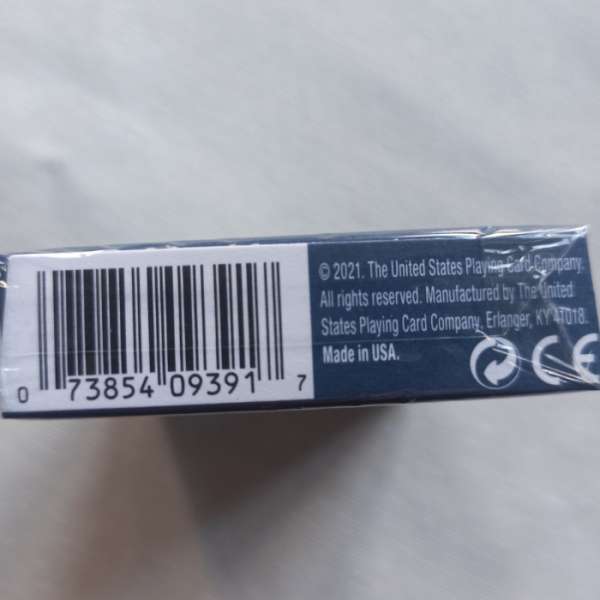 © 2021. The United States Playing Card Company.
All rights reserved. Manufactured by The United
States Playing Card Company, Erlanger, KY 41018.
Made in USA.
CE
0 73854 09391 7